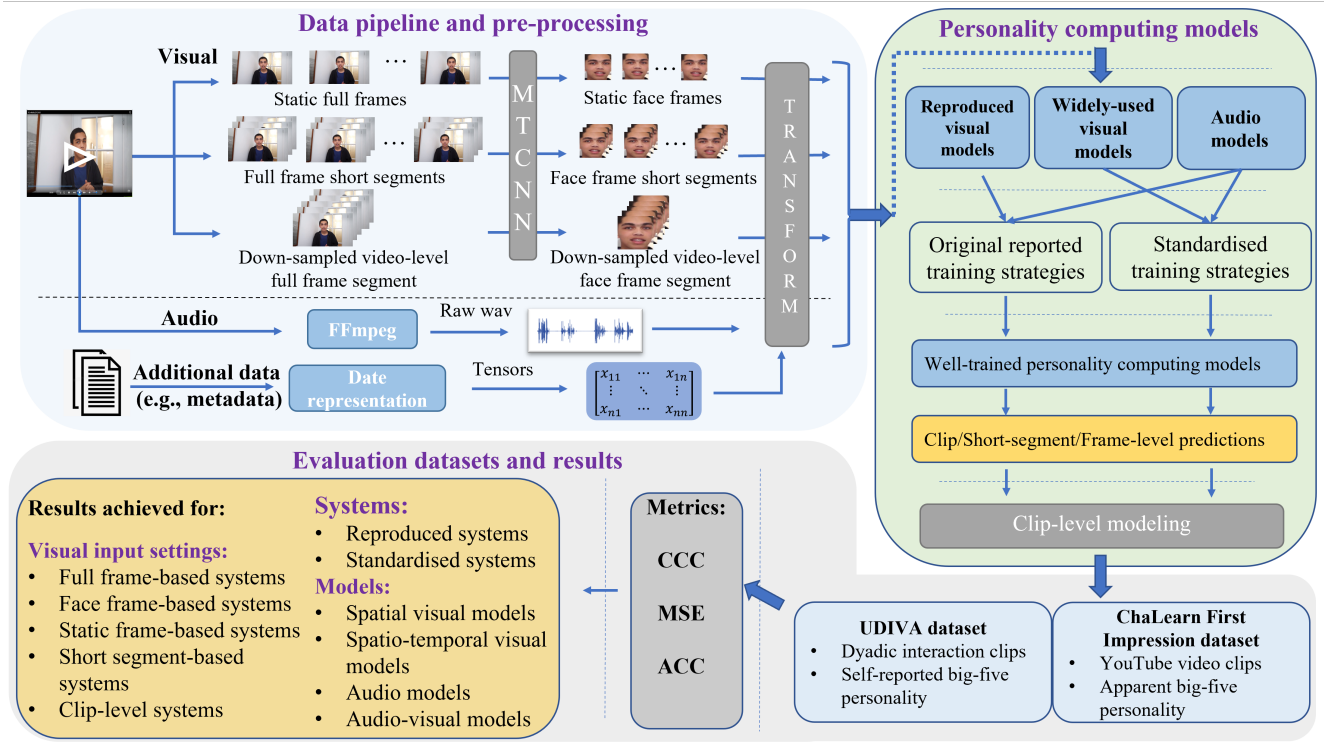 Data pipeline and pre-processing
Visual
...
...
Static full frames
Static face frames
...
...
Full frame short segments
Face frame short segments
Down-sampled video-level
full frame segment
Down-sampled video-level
face frame segment
MTCNN
TRANSFORM
Audio
FFmpeg
Raw wav
Additional data
(e.g., metadata)
Date
representation
Tensors
x11 ⋯ x1n
⋮ ⋱ ⋮
xn1 ⋯ xnn
Personality computing models
Reproduced
visual
models
Widely-used
visual
models
Audio
models
Original reported
training strategies
Standardised
training strategies
Well-trained personality computing models
Clip/Short-segment/Frame-level predictions
Clip-level modeling
Evaluation datasets and results
Results achieved for:
Visual input settings:
• Full frame-based systems
• Face frame-based systems
• Static frame-based systems
• Short segment-based
systems
• Clip-level systems
Systems:
• Reproduced systems
• Standardised systems
Models:
• Spatial visual models
• Spatio-temporal visual
models
• Audio models
• Audio-visual models
Metrics:
CCC
MSE
ACC
UDIVA dataset
• Dyadic interaction clips
• Self-reported big-five
personality
ChaLearn First
Impression dataset
• YouTube video clips
• Apparent big-five
personality